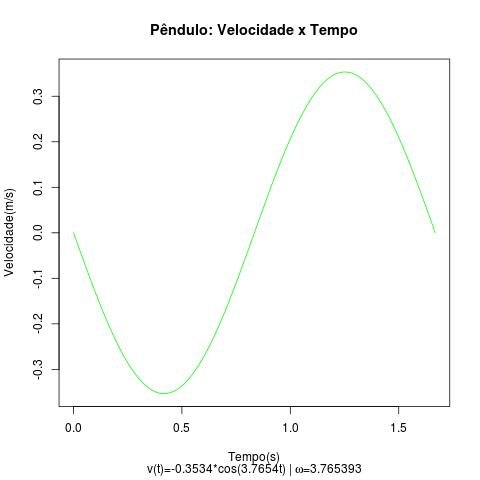 Pêndulo: Velocidade x Tempo
Velocidade(m/s)
0.3
0.2
0.1
0.0
-0.1
-0.2
-0.3
0.0 0.5 1.0 1.5
Tempo(s)
v(t)=-0.3534*cos(3.7654t) | ω=3.765393